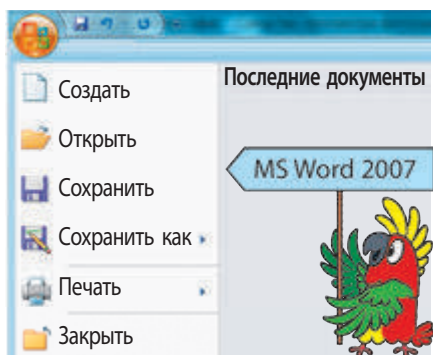 Последние документы
Создать
Открыть
Сохранить
Сохранить как
Печать
Закрыть
MS Word 2007